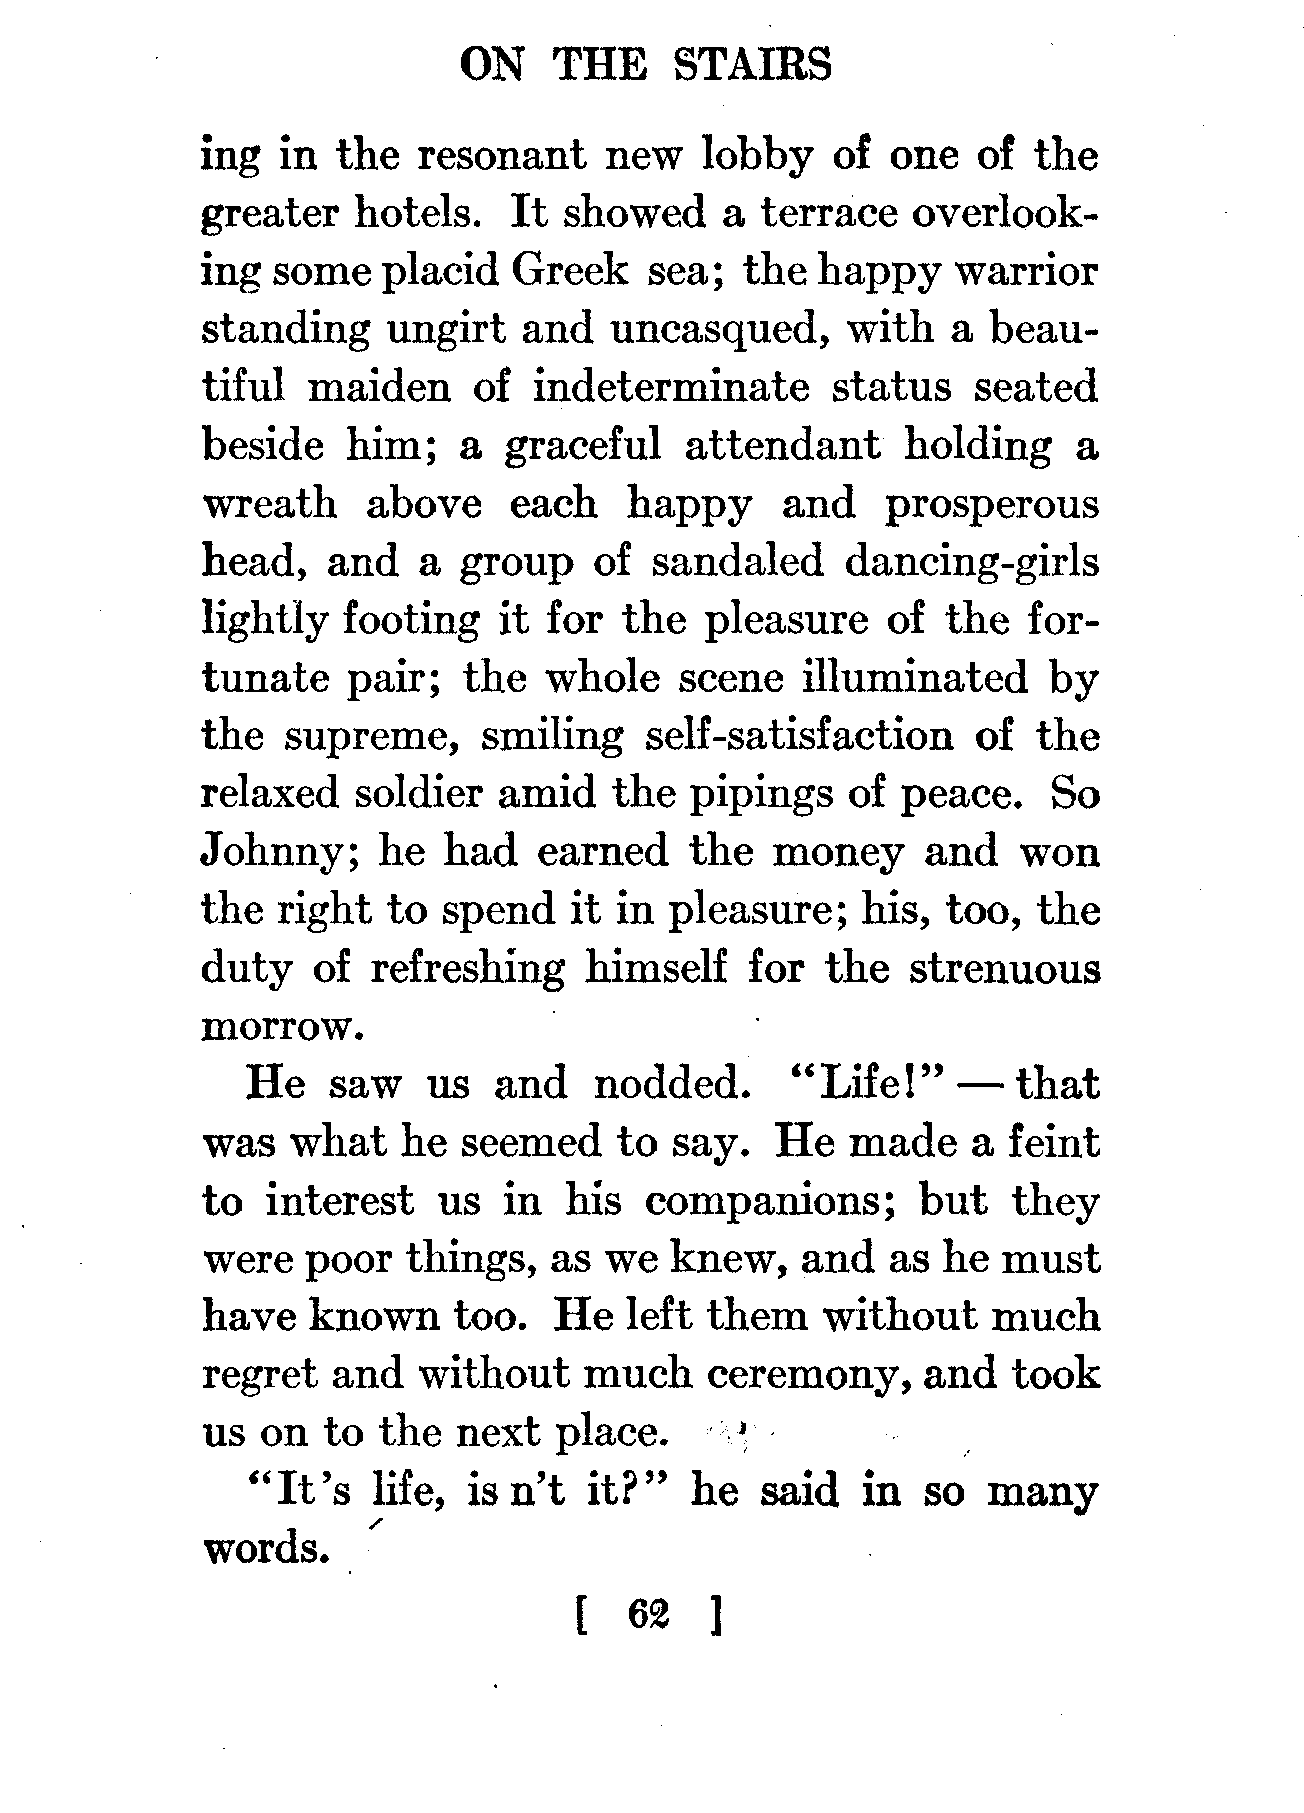 ON THE STAIRS
ing in the resonant new lobby of one of the
greater hotels. It showed a terrace overlook-
ing some placid Greek sea; the happy warrior
standing ungirt and uncasqued, with a beau-
tiful maiden of indeterminate status seated
beside him; a graceful attendant holding a
wreath above each happy and prosperous
head, and a group of sandaled dancing-girls
lightly footing it for the pleasure of the for-
tunate pair; the whole scene illuminated by
the supreme, smiling self-satisfaction of the
relaxed soldier amid the pipings of peace. So
Johnny; he had earned the money and won
the right to spend it in pleasure; his, too, the
duty of refreshing himself for the strenuous
morrow.
He saw us and nodded. “Life!” — that
was what he seemed to say. He made a feint
to interest us in his companions; but they
were poor things, as we knew, and as he must
have known too. He left them without much
regret and without much ceremony, and took
us on to the next place.
“It 's life, is n't it?” he said in so many
words.
[ 62 ]